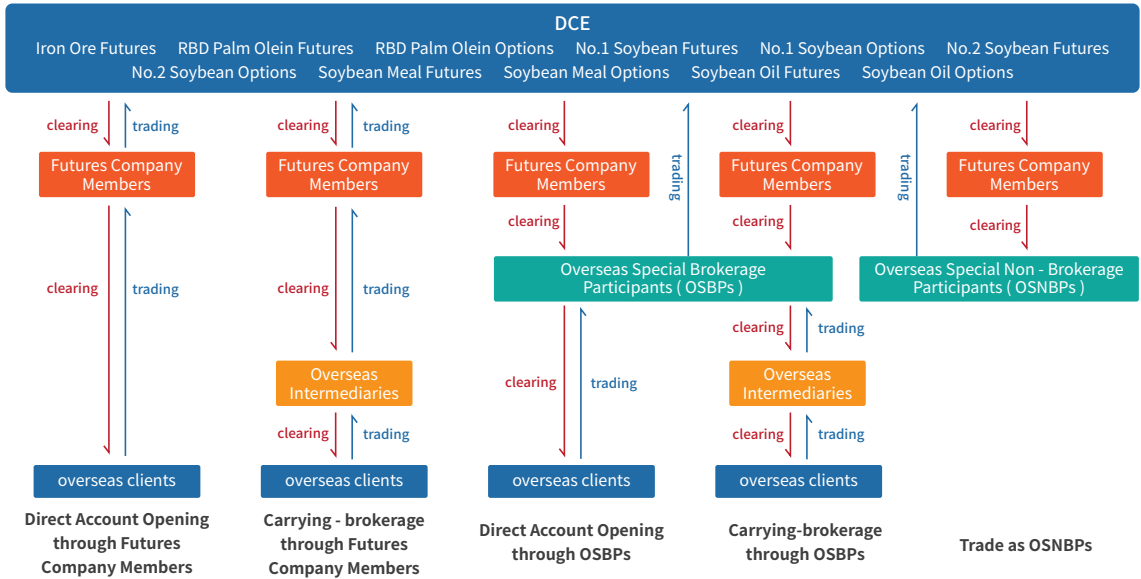 DCE
Iron Ore Futures RBD Palm Olein Futures RBD Palm Olein Options No.1 Soybean Futures No.1 Soybean Options No.2 Soybean Futures
No.2 Soybean Options Soybean Meal Futures Soybean Meal Options Soybean Oil Futures Soybean Oil Options
clearing trading clearing trading clearing trading clearing trading clearing
Futures Company
Members
Futures Company
Members
Futures Company
Members
Futures Company
Members
Futures Company
Members
clearing clearing clearing
Overseas Special Brokerage
Participants ( OSBPs )
Overseas Special Non - Brokerage
Participants ( OSNBPs )
clearing trading clearing trading clearing trading
Overseas
Intermediaries
clearing trading
Overseas
Intermediaries
clearing trading clearing trading
overseas clients overseas clients overseas clients overseas clients
Direct Account Opening
through Futures
Company Members
Carrying - brokerage
through Futures
Company Members
Direct Account Opening
through OSBPs
Carrying-brokerage
through OSBPs
Trade as OSNBPs